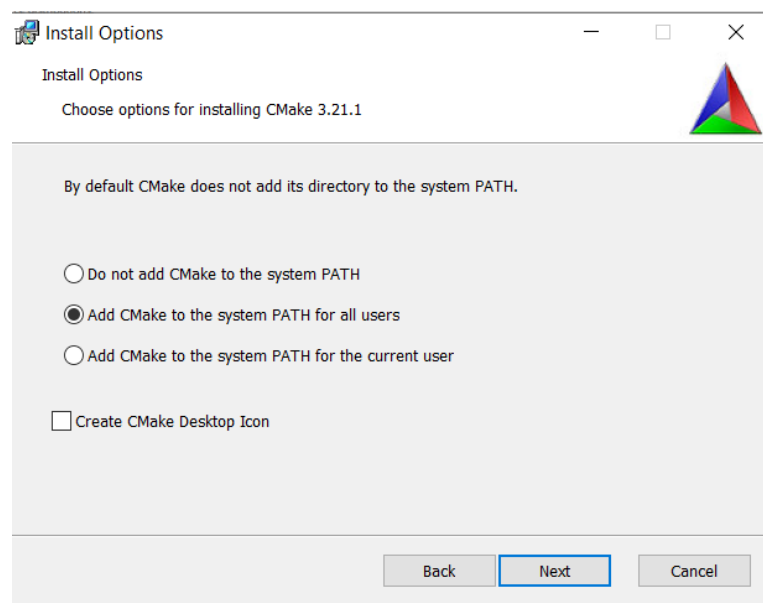 Install Options
Install Options
Choose options for installing CMake 3.21.1
By default CMake does not add its directory to the system PATH.
Do not add CMake to the system PATH
Add CMake to the system PATH for all users
Add CMake to the system PATH for the current user
Create CMake Desktop Icon
Back Next Cancel